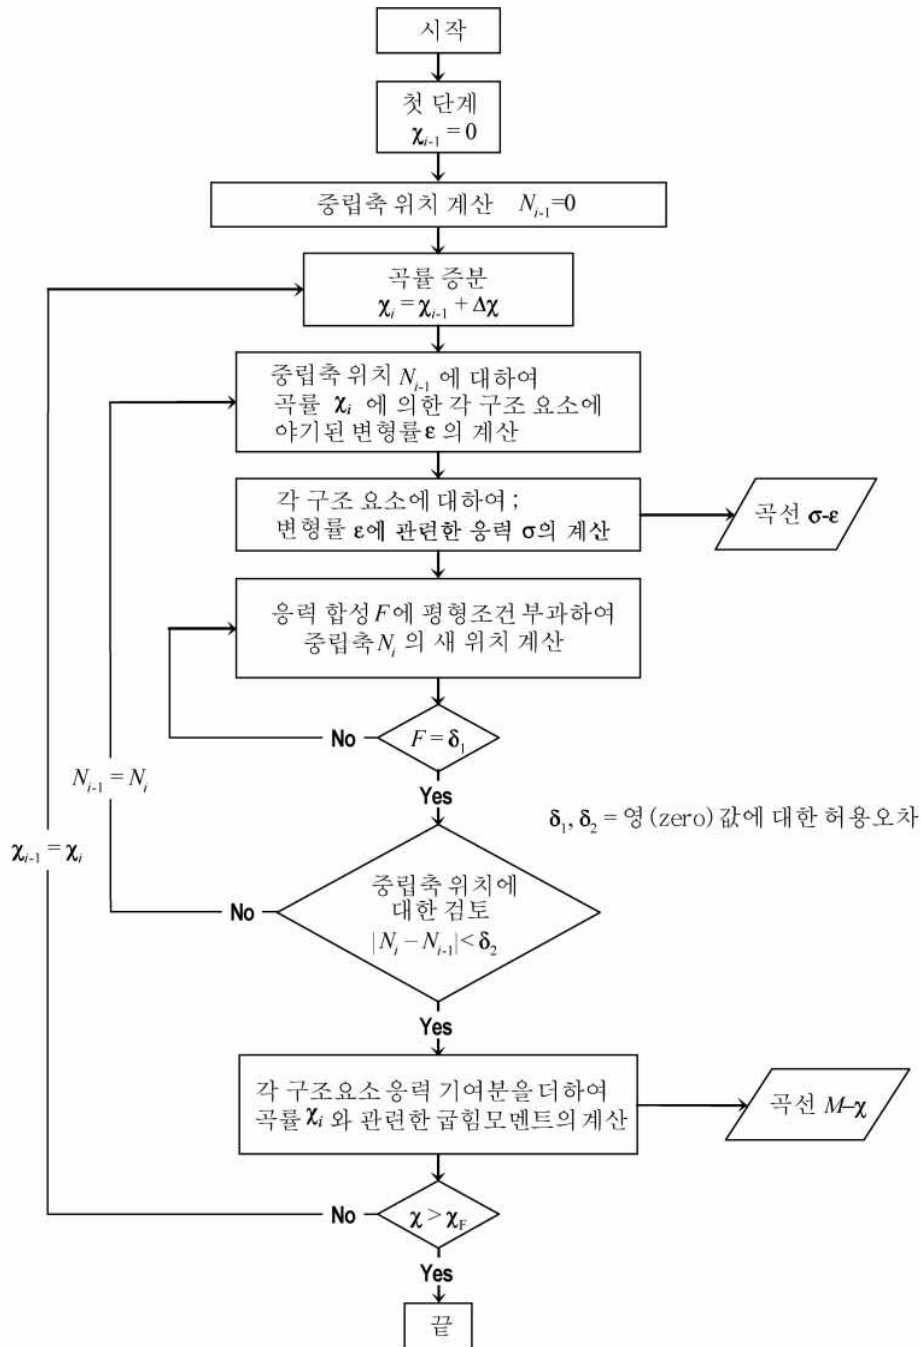 시작
첫 단계
χi-1 = 0
중립축 위치 계산 Ni-1=0
곡률 증분
χi = χi-1 + Δχ
중립축 위치 Ni-1 에 대하여
곡률 χi 에 의한 각 구조 요소에
야기된 변형률 ε 의 계산
각 구조 요소에 대하여 ;
변형률 ε에 관련한 응력 σ의 계산
곡선 σ-ε
응력 합성 F에 평형조건 부과하여
중립축 Ni 의 새 위치 계산
No
F = δ1
Yes
Ni-1 = Ni
δ1, δ2 = 영 (zero) 값에 대한 허용오차
χi-1 = χi
중립축 위치에
대한 검토
|Ni – Ni-1| < δ2
No
Yes
각 구조요소 응력 기여분을 더하여
곡률 χi 와 관련한 굽힘모멘트의 계산
곡선 M–χ
No
χ > χF
Yes
끝